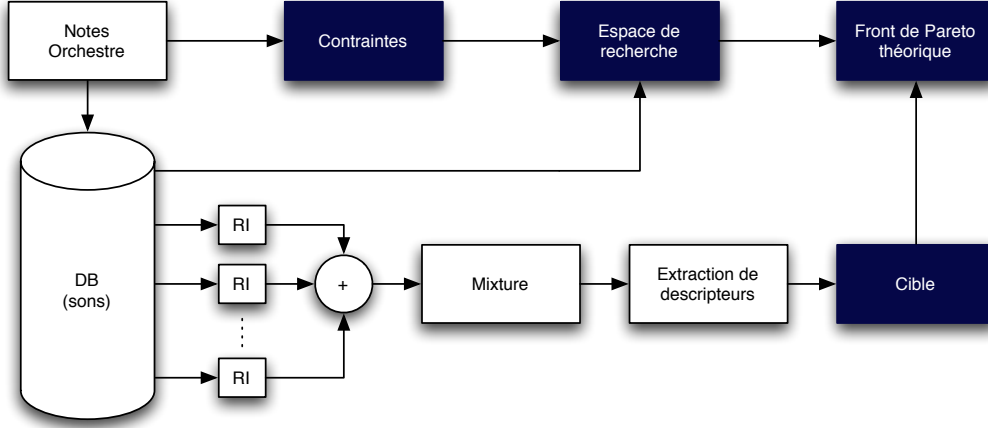 Notes
Orchestre
Contraintes
Espace de
recherche
Front de Pareto
théorique
DB
(sons)
RI
RI
RI
+
Mixture
Extraction de
descripteurs
Cible